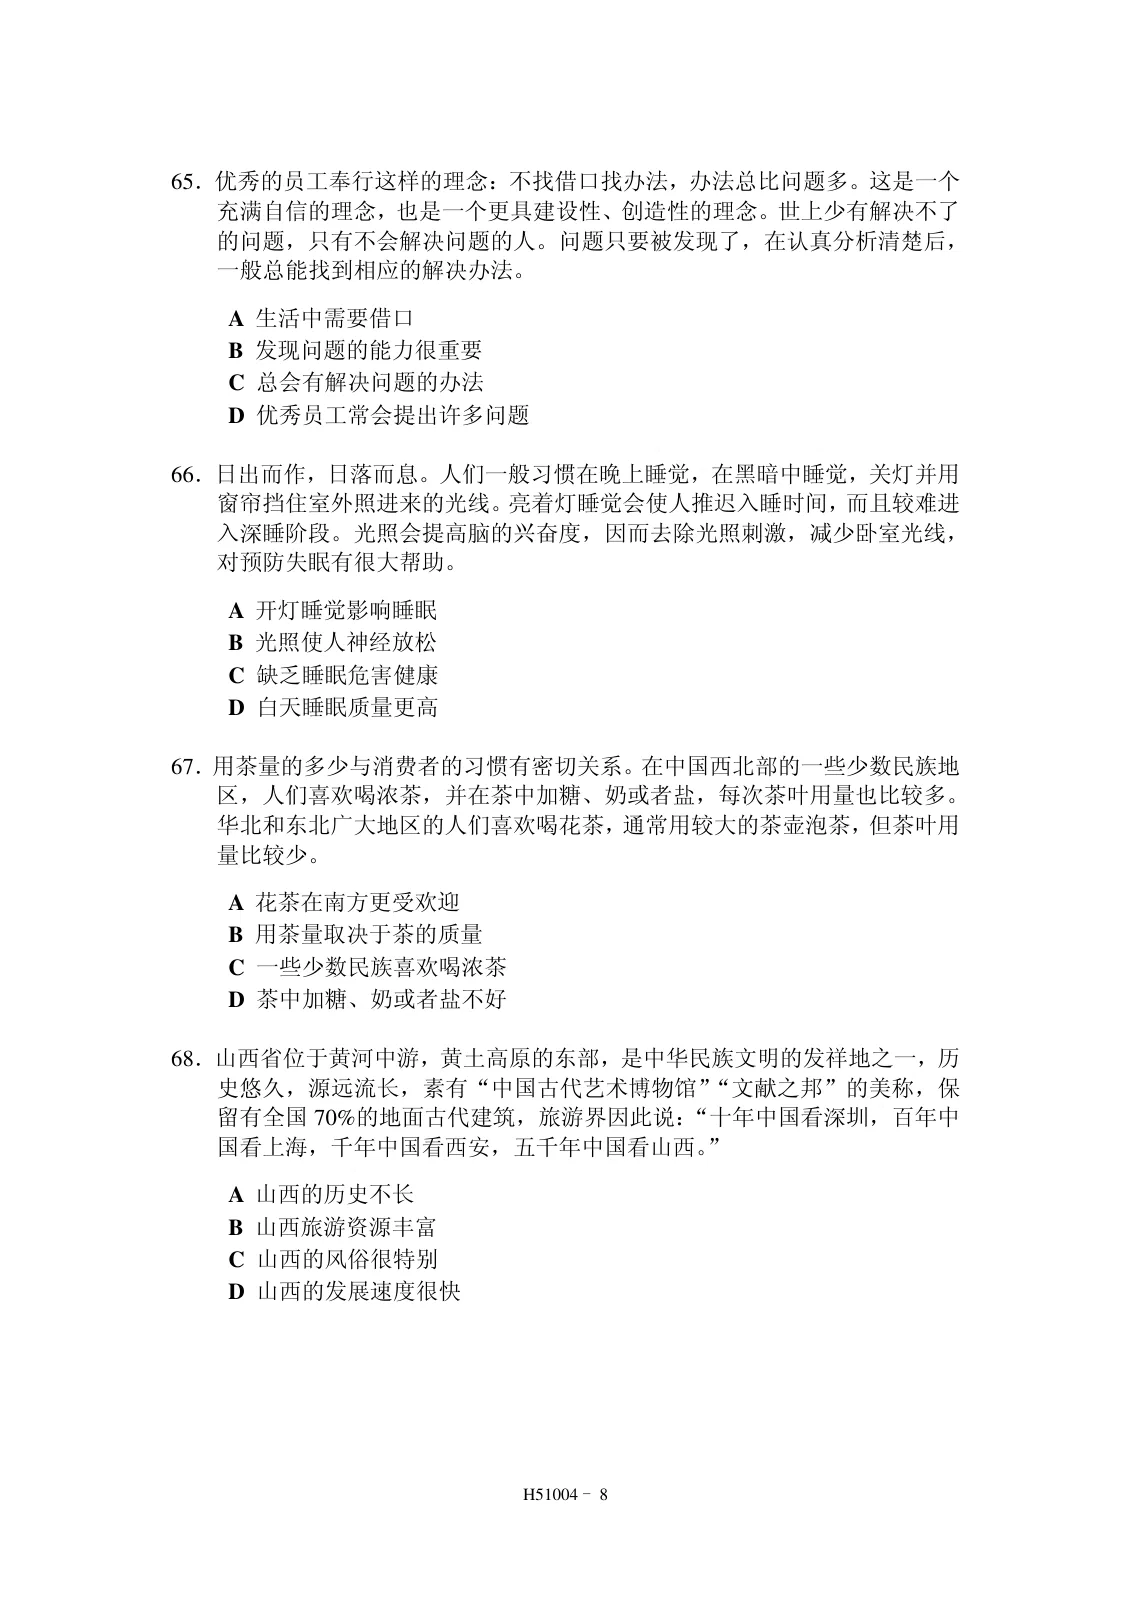 65．优秀的员工奉行这样的理念：不找借口找办法，办法总比问题多。这是一个
充满自信的理念，也是一个更具建设性、创造性的理念。世上少有解决不了
的问题，只有不会解决问题的人。问题只要被发现了，在认真分析清楚后，
一般总能找到相应的解决办法。
A 生活中需要借口
B 发现问题的能力很重要
C 总会有解决问题的办法
D 优秀员工常会提出许多问题
66．日出而作，日落而息。人们一般习惯在晚上睡觉，在黑暗中睡觉，关灯并用
窗帘挡住室外照进来的光线。亮着灯睡觉会使人推迟入睡时间，而且较难进
入深睡阶段。光照会提高脑的兴奋度，因而去除光照刺激，减少卧室光线，
对预防失眠有很大帮助。
A 开灯睡觉影响睡眠
B 光照使人神经放松
C 缺乏睡眠危害健康
D 白天睡眠质量更高
67．用茶量的多少与消费者的习惯有密切关系。在中国西北部的一些少数民族地
区，人们喜欢喝浓茶，并在茶中加糖、奶或者盐，每次茶叶用量也比较多。
华北和东北广大地区的人们喜欢喝花茶，通常用较大的茶壶泡茶，但茶叶用
量比较少。
A 花茶在南方更受欢迎
B 用茶量取决于茶的质量
C 一些少数民族喜欢喝浓茶
D 茶中加糖、奶或者盐不好
68．山西省位于黄河中游，黄土高原的东部，是中华民族文明的发祥地之一，历
史悠久，源远流长，素有“中国古代艺术博物馆”“文献之邦”的美称，保
留有全国 70%的地面古代建筑，旅游界因此说：“十年中国看深圳，百年中
国看上海，千年中国看西安，五千年中国看山西。”
A 山西的历史不长
B 山西旅游资源丰富
C 山西的风俗很特别
D 山西的发展速度很快
H51004－ 8